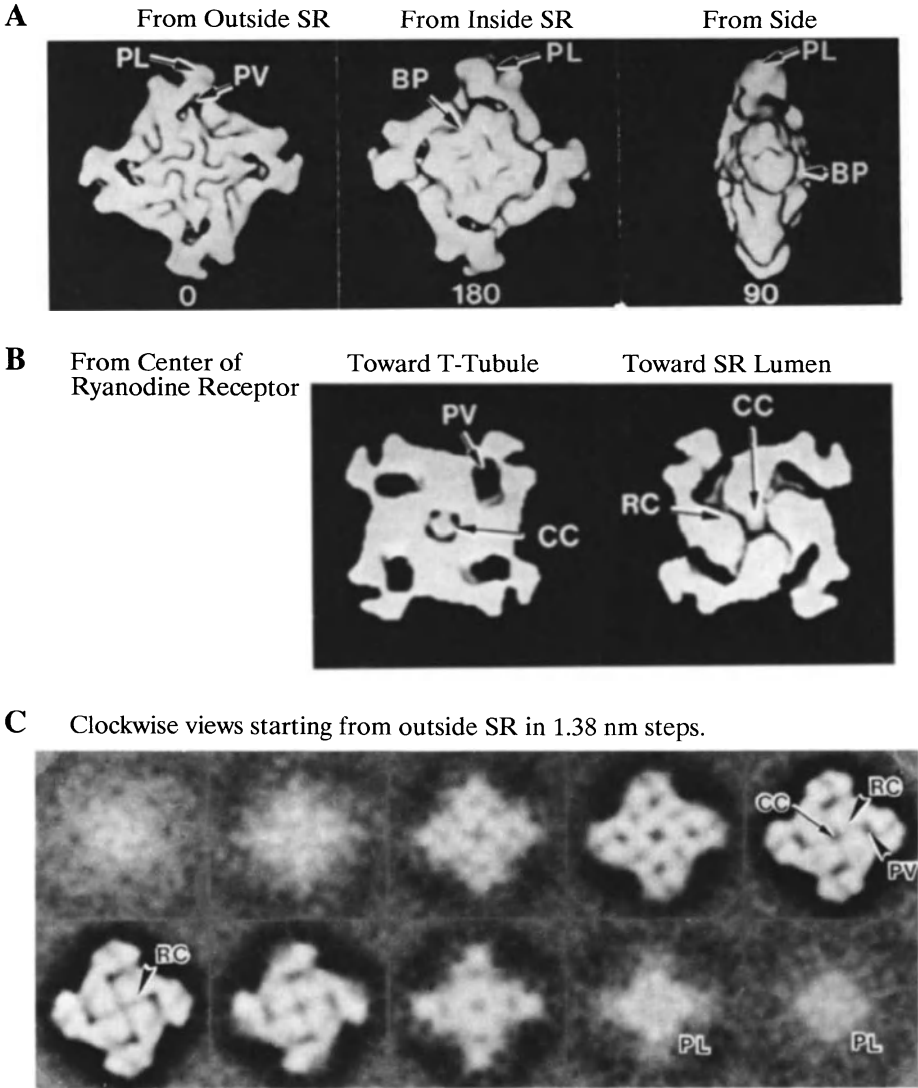 A
From Outside SR From Inside SR From Side
PL PV BP PL PL BP
0 180 90
B
From Center of Ryanodine Receptor
Toward T-Tubule Toward SR Lumen
PV CC CC RC
C
Clockwise views starting from outside SR in 1.38 nm steps.
CC RC PV
RC PL PL